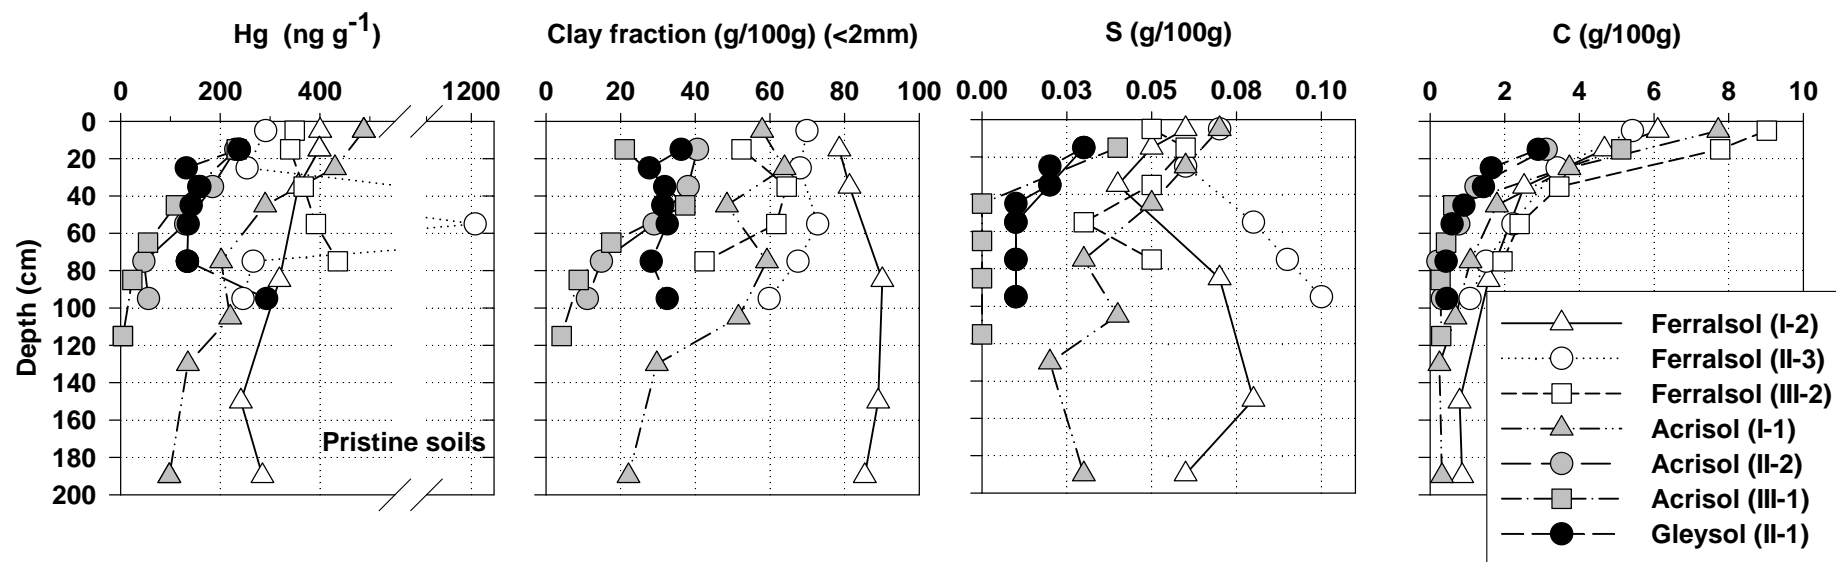 Hg (ng g-1)
Clay fraction (g/100g) (<2mm)
S (g/100g)
C (g/100g)
0 200 400 1200
0 20 40 60 80 100
0.00 0.03 0.05 0.08 0.10
0 2 4 6 8 10
Depth (cm)
0
20
40
60
80
100
120
140
160
180
200
Pristine soils
Ferralsol (I-2)
Ferralsol (II-3)
Ferralsol (III-2)
Acrisol (I-1)
Acrisol (II-2)
Acrisol (III-1)
Gleysol (II-1)